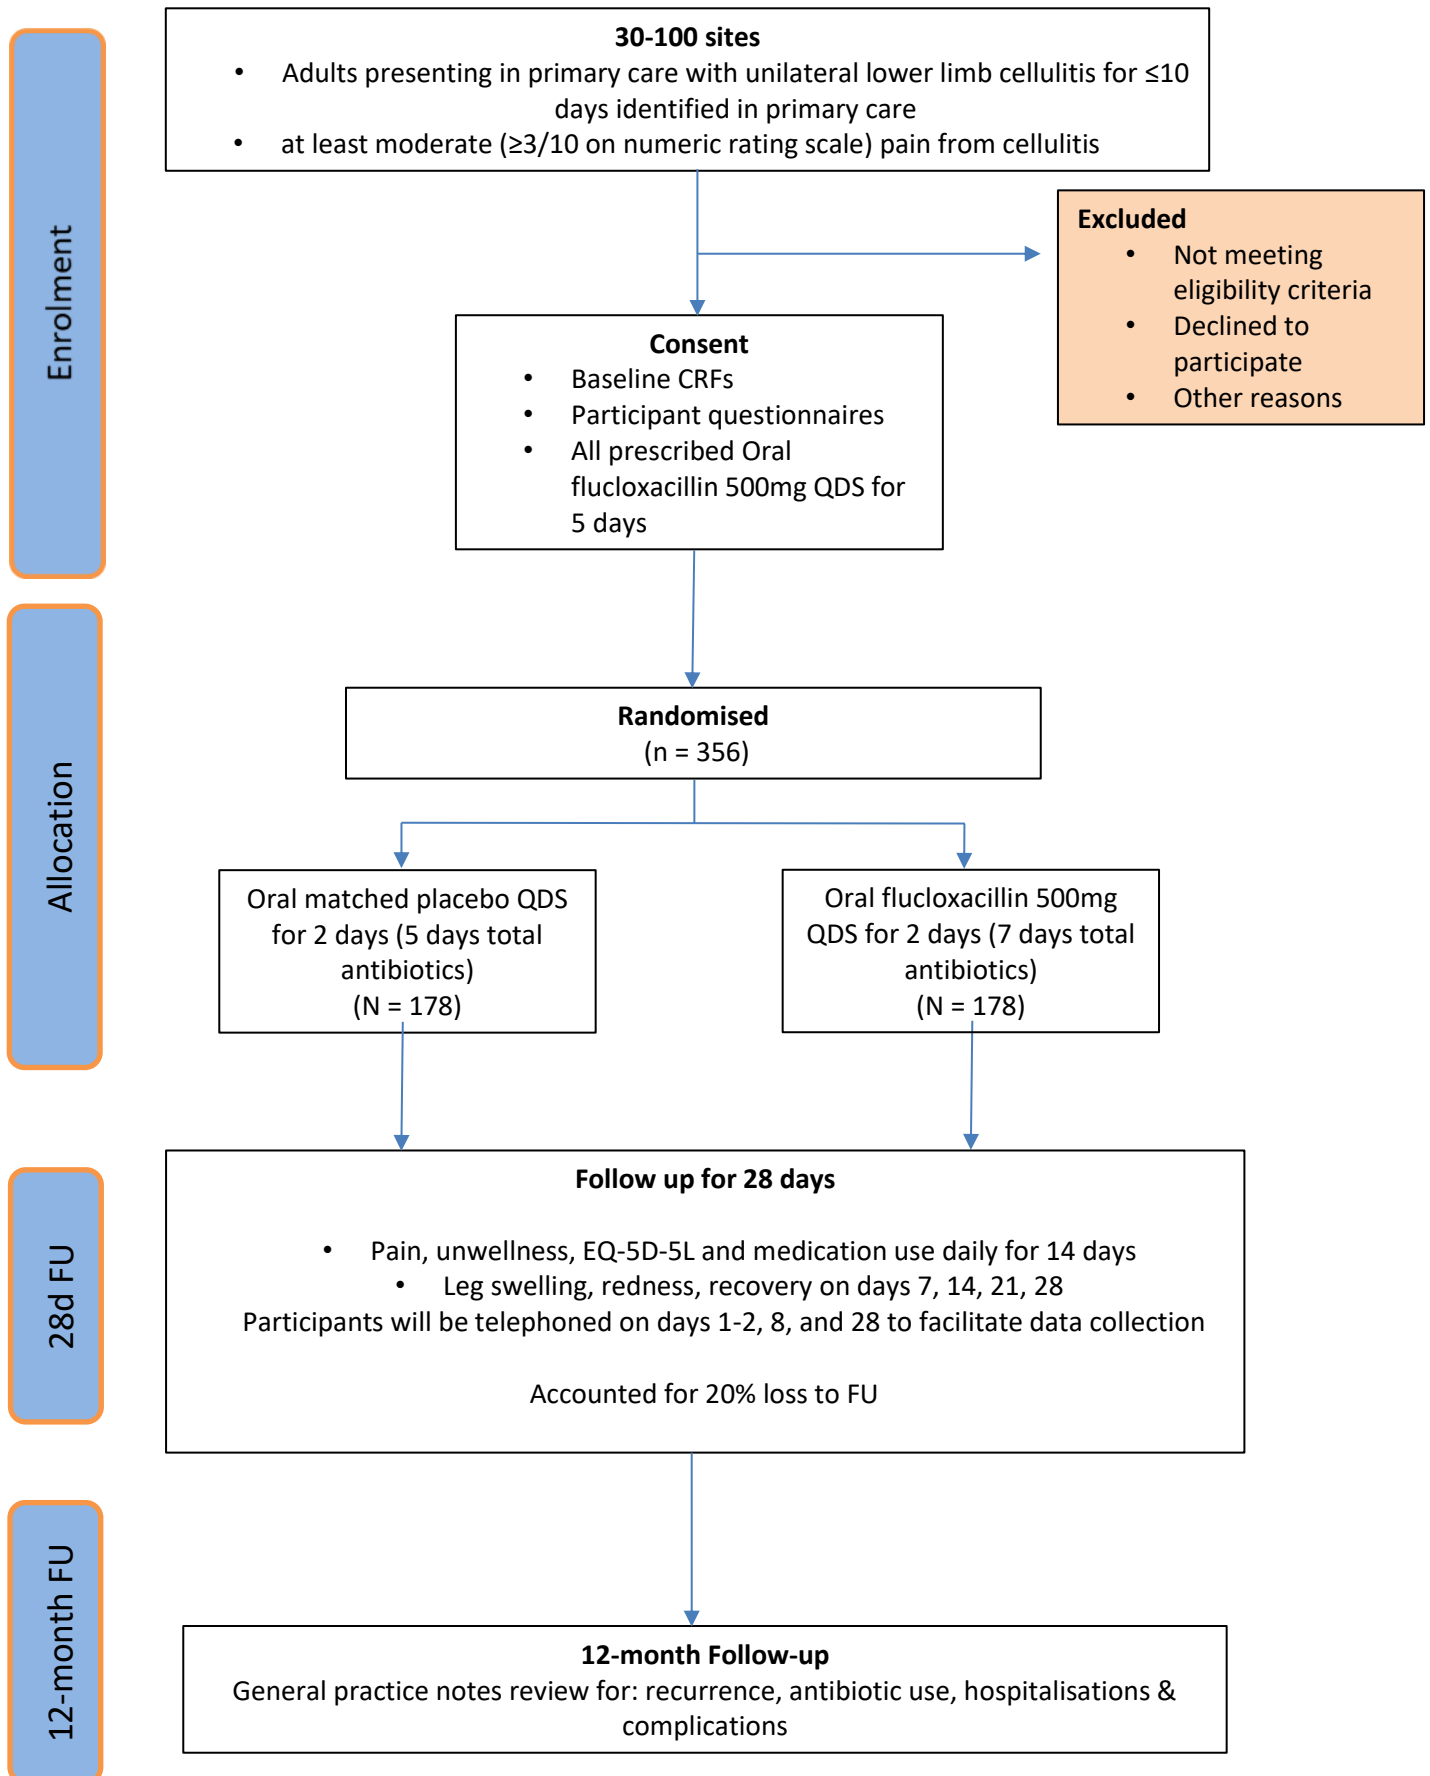 30-100 sites
• Adults presenting in primary care with unilateral lower limb cellulitis for ≤10
days identified in primary care
• at least moderate (≥3/10 on numeric rating scale) pain from cellulitis
Enrolment
Excluded
• Not meeting
eligibility criteria
• Declined to
participate
• Other reasons
Consent
• Baseline CRFs
• Participant questionnaires
• All prescribed Oral
flucloxacillin 500mg QDS for
5 days
Allocation
Randomised
(n = 356)
Oral matched placebo QDS
for 2 days (5 days total
antibiotics)
(N = 178)
Oral flucloxacillin 500mg
QDS for 2 days (7 days total
antibiotics)
(N = 178)
28d FU
Follow up for 28 days
• Pain, unwellness, EQ-5D-5L and medication use daily for 14 days
• Leg swelling, redness, recovery on days 7, 14, 21, 28
Participants will be telephoned on days 1-2, 8, and 28 to facilitate data collection
Accounted for 20% loss to FU
12-month FU
12-month Follow-up
General practice notes review for: recurrence, antibiotic use, hospitalisations &
complications